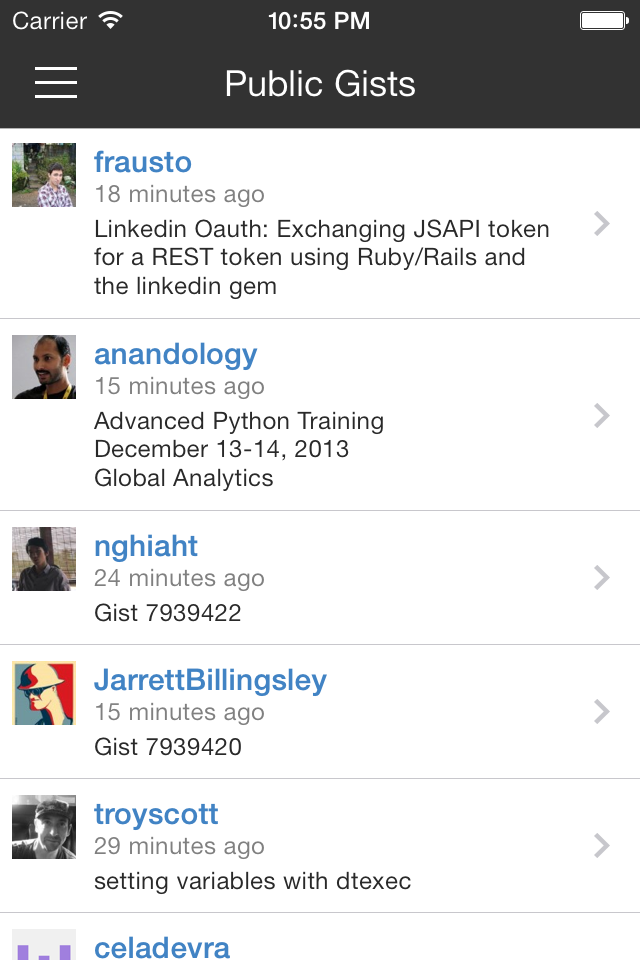 Carrier 10:55 PM
Public Gists
frausto
18 minutes ago
Linkedin Oauth: Exchanging JSAPI token
for a REST token using Ruby/Rails and
the linkedin gem
anandology
15 minutes ago
Advanced Python Training
December 13-14, 2013
Global Analytics
nghiaht
24 minutes ago
Gist 7939422
JarrettBillingsley
15 minutes ago
Gist 7939420
troyscott
29 minutes ago
setting variables with dtexec
celadevra